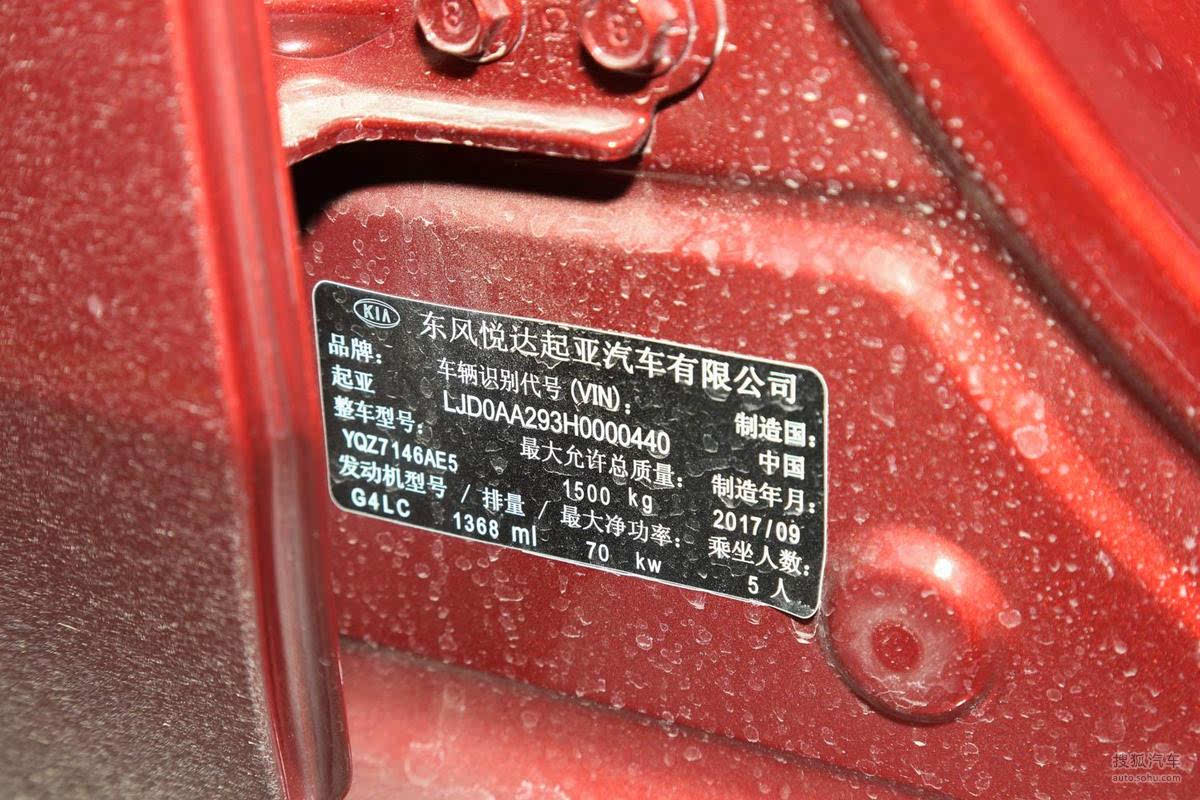 8
8
KIA
东风悦达起亚汽车有限公司
品牌:
起亚
车辆识别代号 (VIN):
LJD0AA293H0000440
制造国:
中国
整车型号:
YQZ7146AE5
最大允许总质量:
1500 kg
制造年月:
2017/09
发动机型号 / 排量 / 最大净功率:
G4LC 1368 ml 70 kw
乘坐人数:
5 人
搜狐汽车
auto.sohu.com